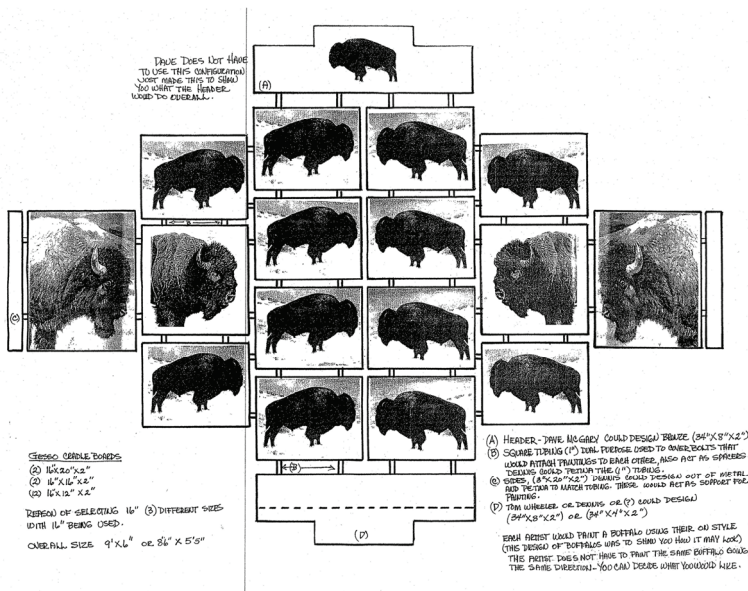 DAVE DOES NOT HAVE
TO USE THIS CONFIGURATION
JUST MADE THIS TO SHOW
YOU WHAT THE HEADER
WOULD DO OVERALL.
(A)
B
(C)
(B)
(D)
GESSO CRADLE BOARDS
(2) 16"X20"X2"
(2) 16"X16"X2"
(12) 16"X12"X2"
REASON OF SELECTING 16" (3) DIFFERENT SIZES
WITH 16" BEING USED.
OVERALL SIZE 9'X6" OR 8'6" X 5'5"
(A) HEADER-DAVE MCGARY COULD DESIGN BRONZE (34"X8"X2")
(B) SQUARE TUBING (1") DUAL PURPOSE USED TO COVER BOLTS THAT
WOULD ATTACH PAINTINGS TO EACH OTHER, ALSO ACT AS SPACERS
DENNIS COULD PETINA THE (1") TUBING.
(C) SIDES, (3"X20"X2") DENNIS COULD DESIGN OUT OF METAL
AND PETINA TO MATCH TUBING. THESE WOULD ACT AS SUPPORT FOR
PAINTING.
(D) TOM WHEELER OR DENNIS OR (?) COULD DESIGN
(34"X8"X2") OR (34"X4"X2")
EACH ARTIST WOULD PAINT A BUFFALO USING THEIR ON STYLE
(THIS DESIGN OF BUFFALOS WAS TO SHOW YOU HOW IT MAY LOOK)
THE ARTIST DOES NOT HAVE TO PAINT THE SAME BUFFALO GOING
THE SAME DIRECTION-YOU CAN DECIDE WHAT YOU WOULD LIKE.